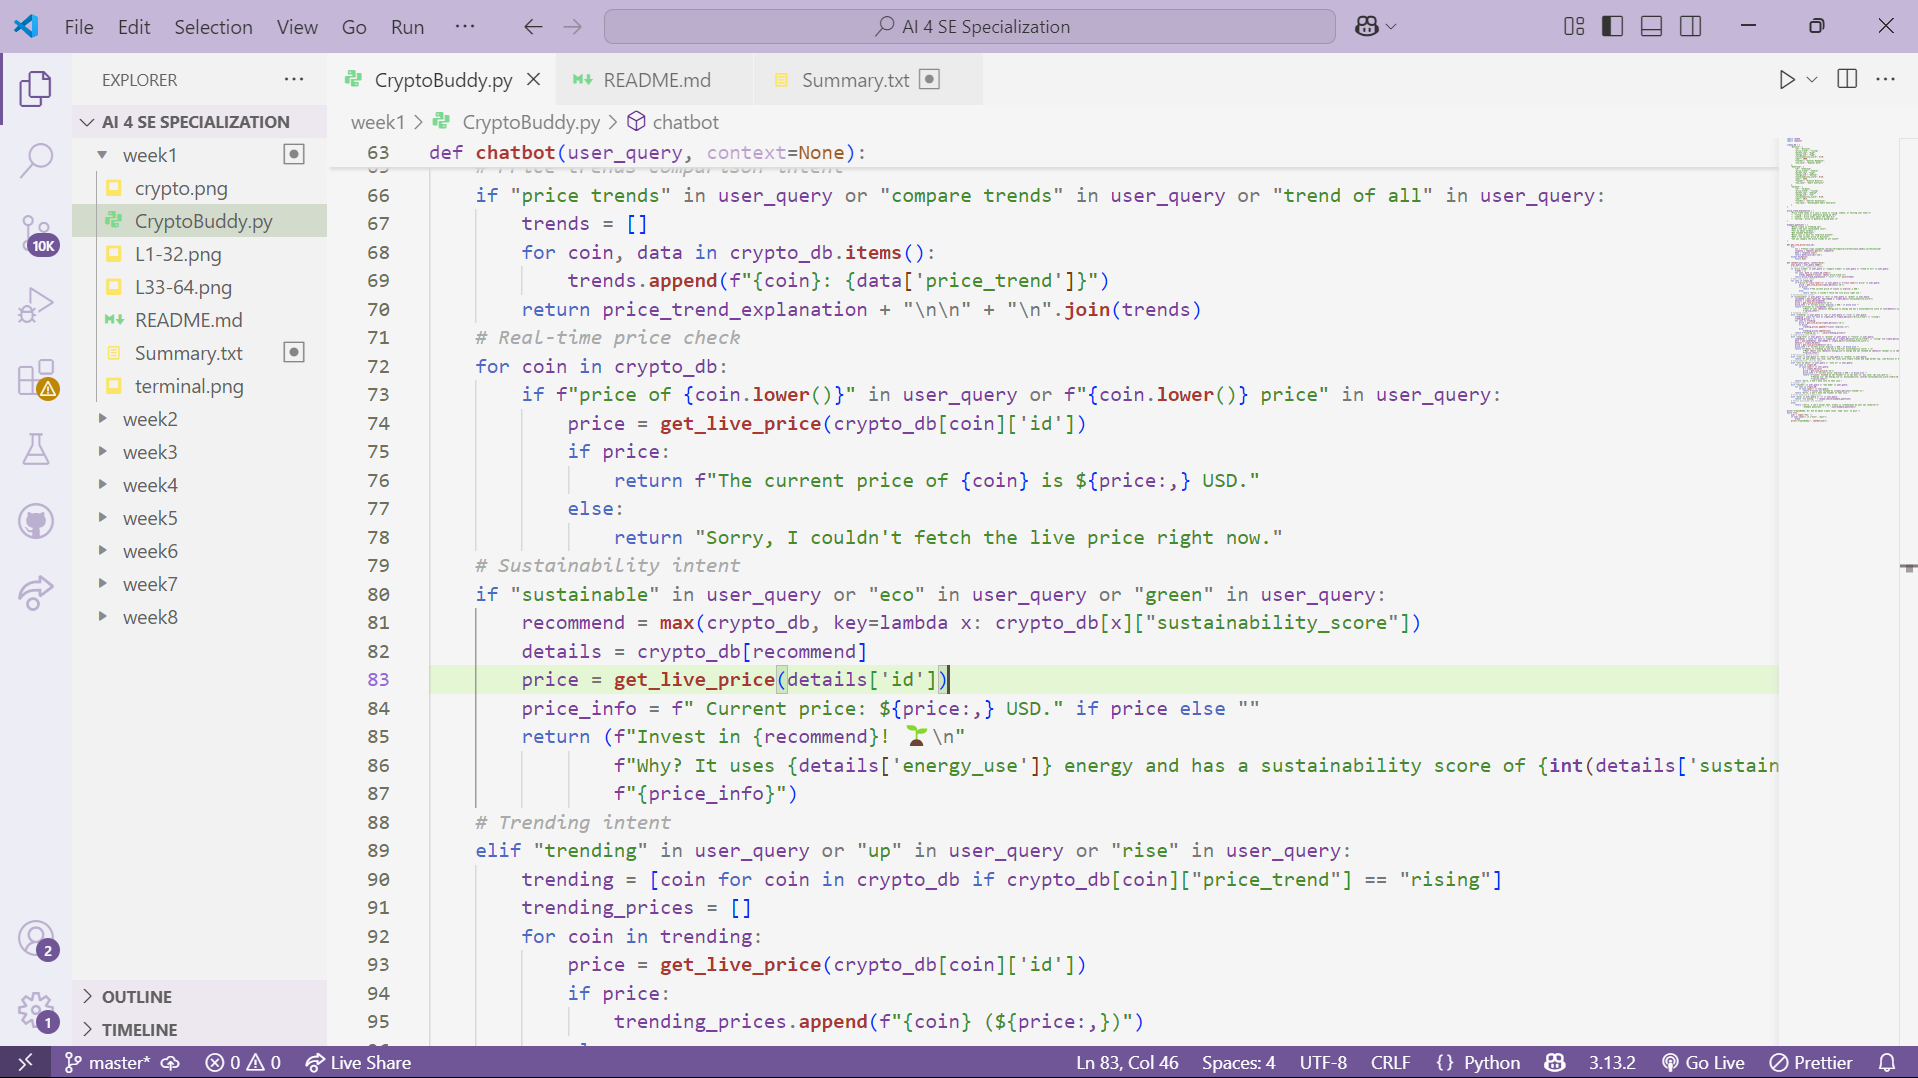 File Edit Selection View Go Run ··· AI 4 SE Specialization
EXPLORER ···
CryptoBuddy.py README.md Summary.txt
AI 4 SE SPECIALIZATION
week1
crypto.png
CryptoBuddy.py
L1-32.png
L33-64.png
README.md
Summary.txt
terminal.png
week2
week3
week4
week5
week6
week7
week8
OUTLINE
TIMELINE
10K
2
1
week1 > CryptoBuddy.py > chatbot
63 def chatbot(user_query, context=None):
66 if "price trends" in user_query or "compare trends" in user_query or "trend of all" in user_query:
67 trends = []
68 for coin, data in crypto_db.items():
69 trends.append(f"{coin}: {data['price_trend']}")
70 return price_trend_explanation + "\n\n" + "\n".join(trends)
71 # Real-time price check
72 for coin in crypto_db:
73 if f"price of {coin.lower()}" in user_query or f"{coin.lower()} price" in user_query:
74 price = get_live_price(crypto_db[coin]['id'])
75 if price:
76 return f"The current price of {coin} is ${price:,} USD."
77 else:
78 return "Sorry, I couldn't fetch the live price right now."
79 # Sustainability intent
80 if "sustainable" in user_query or "eco" in user_query or "green" in user_query:
81 recommend = max(crypto_db, key=lambda x: crypto_db[x]["sustainability_score"])
82 details = crypto_db[recommend]
83 price = get_live_price(details['id'])
84 price_info = f" Current price: ${price:,} USD." if price else ""
85 return (f"Invest in {recommend}! 🌱\n"
86 f"Why? It uses {details['energy_use']} energy and has a sustainability score of {int(details['sustain
87 f"{price_info}")
88 # Trending intent
89 elif "trending" in user_query or "up" in user_query or "rise" in user_query:
90 trending = [coin for coin in crypto_db if crypto_db[coin]["price_trend"] == "rising"]
91 trending_prices = []
92 for coin in trending:
93 price = get_live_price(crypto_db[coin]['id'])
94 if price:
95 trending_prices.append(f"{coin} (${price:,})")
master* 0 0 Live Share Ln 83, Col 46 Spaces: 4 UTF-8 CRLF {} Python 3.13.2 Go Live Prettier